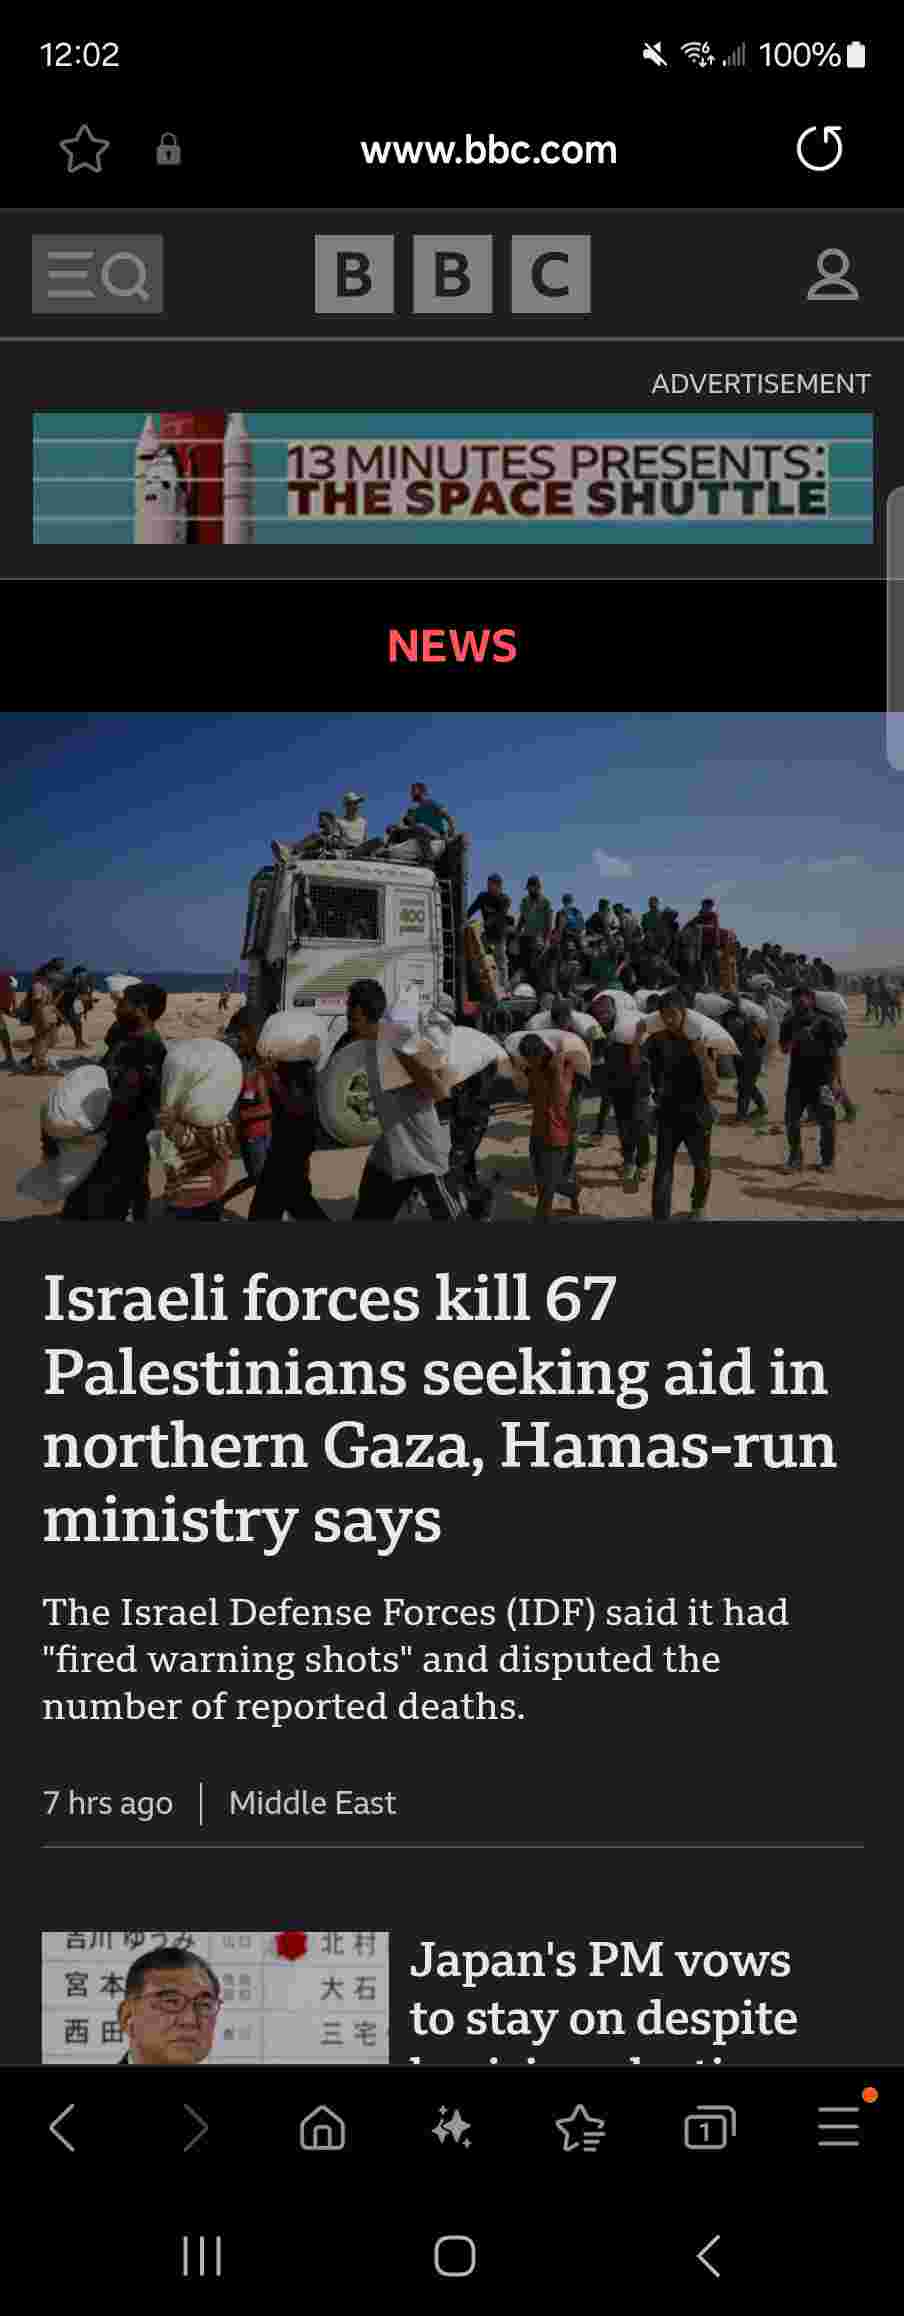 12:02
100%
www.bbc.com
B B C
ADVERTISEMENT
13 MINUTES PRESENTS:
THE SPACE SHUTTLE
NEWS
400
Israeli forces kill 67
Palestinians seeking aid in
northern Gaza, Hamas-run
ministry says
The Israel Defense Forces (IDF) said it had
"fired warning shots" and disputed the
number of reported deaths.
7 hrs ago | Middle East
吉川 ゆうみ
北村
宮本
大石
西田
三宅
Japan's PM vows
to stay on despite
1